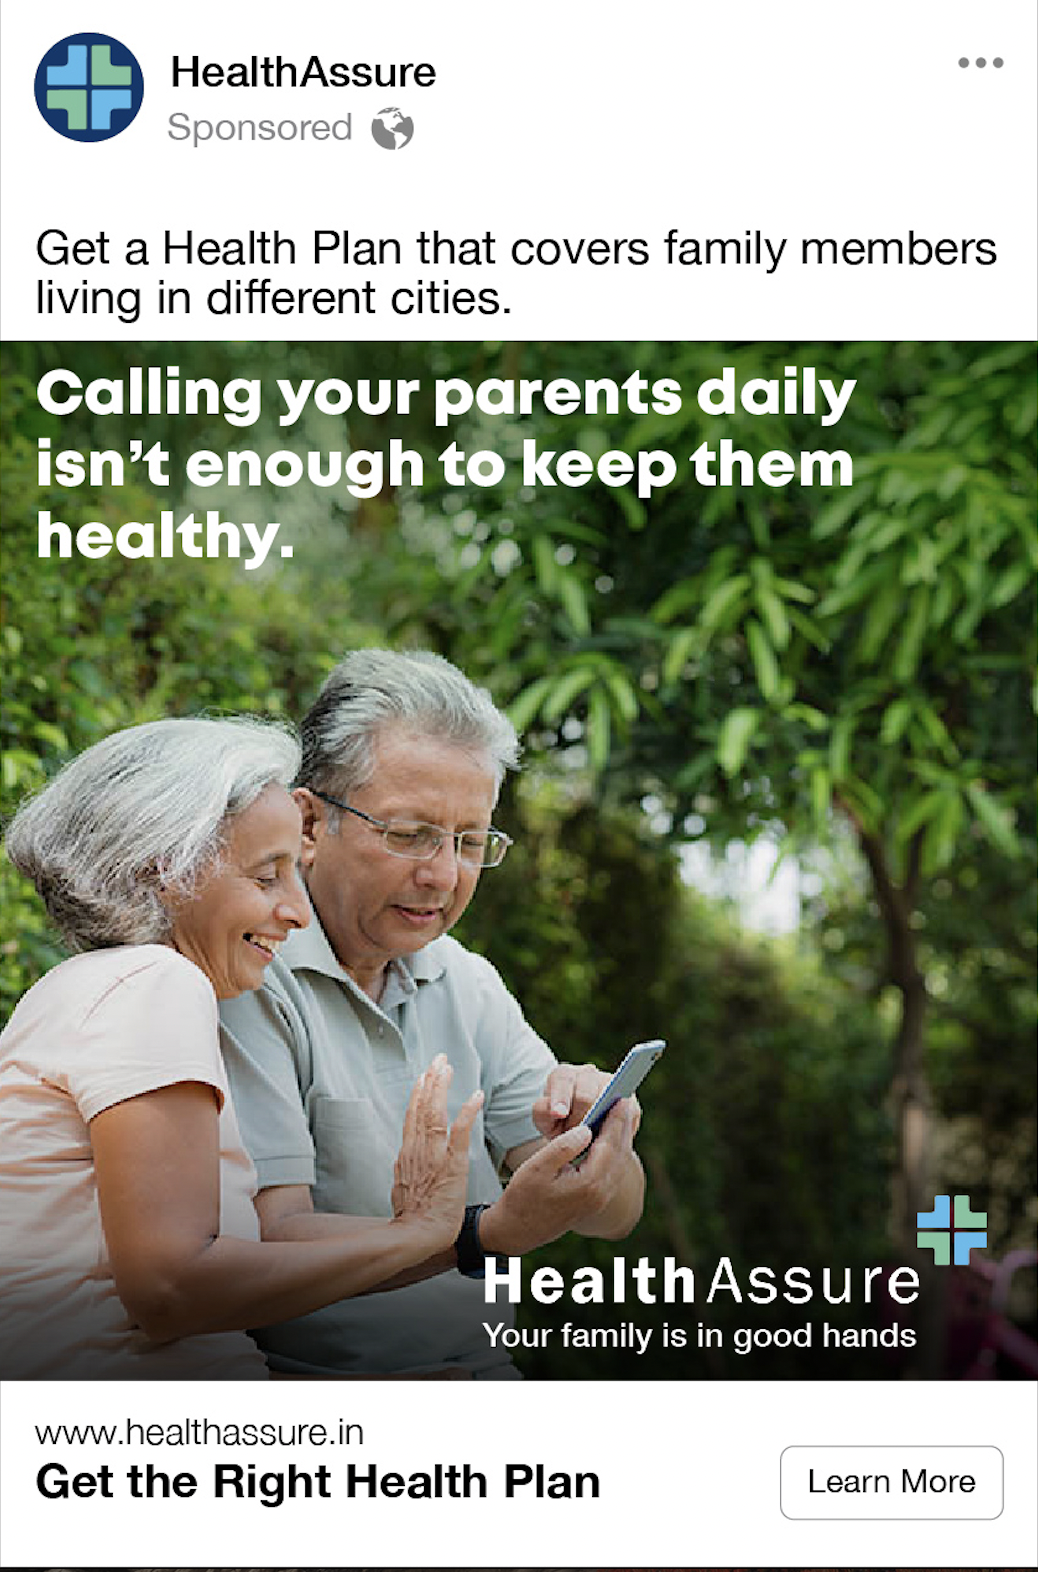 HealthAssure
Sponsored
Get a Health Plan that covers family members
living in different cities.
Calling your parents daily
isn't enough to keep them
healthy.
HealthAssure
Your family is in good hands
www.healthassure.in
Get the Right Health Plan
Learn More